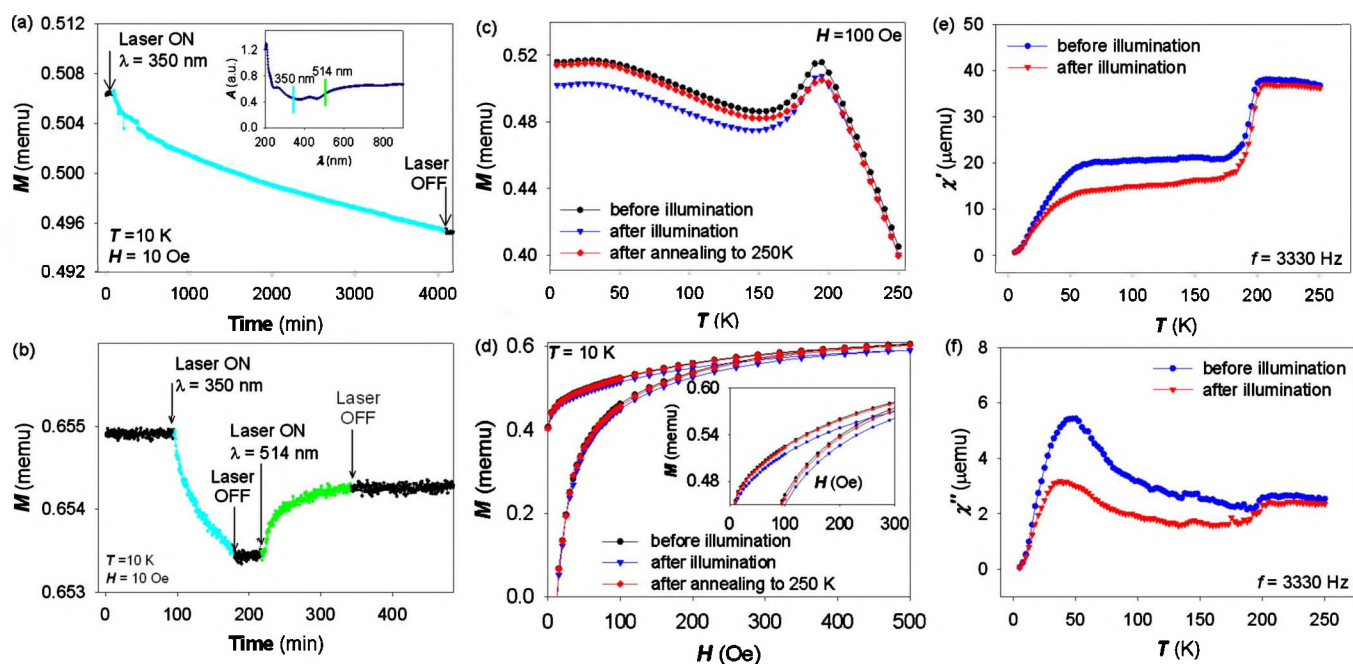 (a)
0.512
0.508
0.504
0.500
0.496
0.492
M (memu)
Laser ON
λ = 350 nm
1.2
0.8
0.4
0.0
A (a.u.)
350 nm
514 nm
200 400 600 800
λ (nm)
Laser
OFF
T = 10 K
H = 10 Oe
0 1000 2000 3000 4000
Time (min)
(b)
0.655
0.654
0.653
M (memu)
Laser ON
λ = 350 nm
Laser
OFF
Laser ON
λ = 514 nm
Laser
OFF
T = 10 K
H = 10 Oe
0 100 200 300 400
Time (min)
(c)
H = 100 Oe
0.52
0.48
0.44
0.40
M (memu)
before illumination
after illumination
after annealing to 250K
0 50 100 150 200 250
T (K)
(d)
T = 10 K
0.6
0.4
0.2
0.0
M (memu)
0.60
0.54
0.48
M (memu)
H (Oe)
0 100 200 300
before illumination
after illumination
after annealing to 250 K
0 100 200 300 400 500
H (Oe)
(e)
50
40
30
20
10
0
χ' (μemu)
before illumination
after illumination
f = 3330 Hz
0 50 100 150 200 250
T (K)
(f)
8
6
4
2
0
χ'' (μemu)
before illumination
after illumination
f = 3330 Hz
0 50 100 150 200 250
T (K)